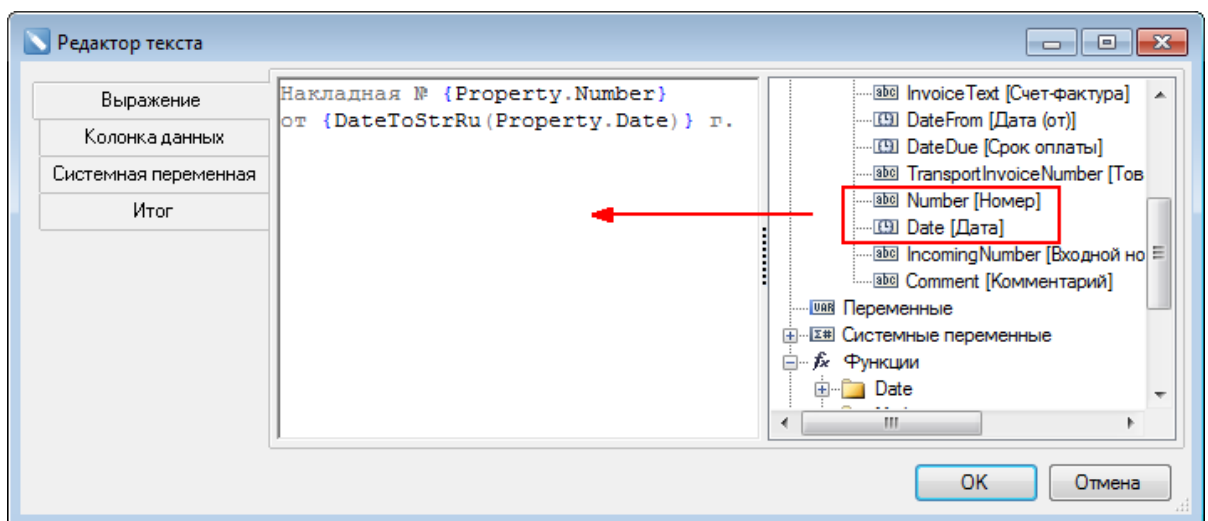 Редактор текста
Выражение
Колонка данных
Системная переменная
Итог
Накладная № {Property.Number}
от {DateToStrRu(Property.Date)} г.
InvoiceText [Счет-фактура]
DateFrom [Дата (от)]
DateDue [Срок оплаты]
TransportInvoiceNumber [Тов
Number [Номер]
Date [Дата]
IncomingNumber [Входной но
Comment [Комментарий]
Переменные
Системные переменные
Функции
Date
OK
Отмена